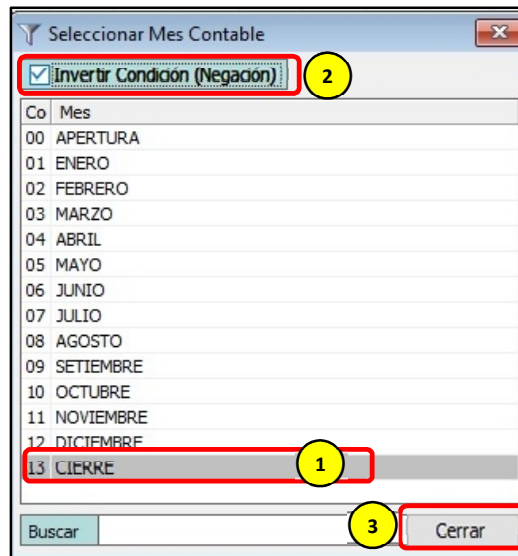 Seleccionar Mes Contable
Invertir Condición (Negación) 2
Co Mes
00 APERTURA
01 ENERO
02 FEBRERO
03 MARZO
04 ABRIL
05 MAYO
06 JUNIO
07 JULIO
08 AGOSTO
09 SETIEMBRE
10 OCTUBRE
11 NOVIEMBRE
12 DICIEMBRE
13 CIERRE 1
Buscar 3 Cerrar